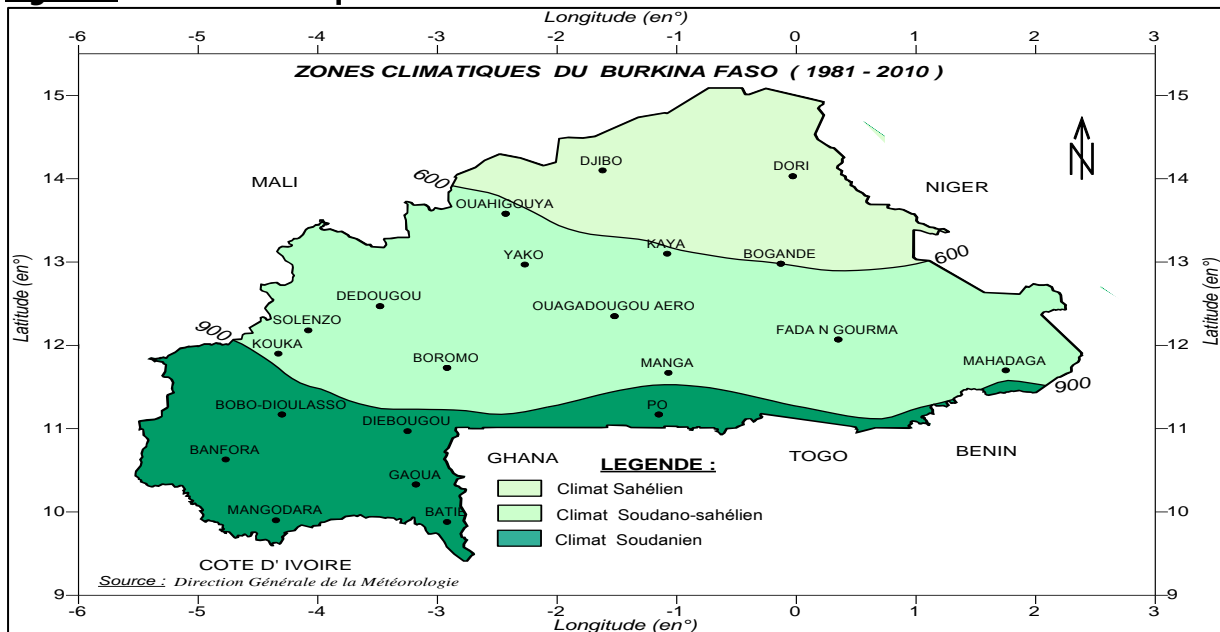 Longitude (en°)
-6 -5 -4 -3 -2 -1 0 1 2 3
ZONES CLIMATIQUES DU BURKINA FASO ( 1981 - 2010 )
15 15
DJIBO
DORI
MALI
600
14 14
NIGER
OUAHIGOUYA
KAYA
YAKO
BOGANDE
600
13 13
Latitude (en°)
Latitude (en°)
DEDOUGOU
OUAGADOUGOU AERO
SOLENZO
900
FADA N GOURMA
12 12
KOUKA
BOROMO
MANGA
MAHADAGA
900
BOBO-DIOULASSO
PO
DIEBOUGOU
11 11
BANFORA
GHANA
TOGO
BENIN
LEGENDE :
GAOUA
Climat Sahélien
MANGODARA
BATIE
Climat Soudano-sahélien
10 10
Climat Soudanien
COTE D' IVOIRE
Source : Direction Générale de la Météorologie
9 9
-6 -5 -4 -3 -2 -1 0 1 2 3
Longitude (en°)
N